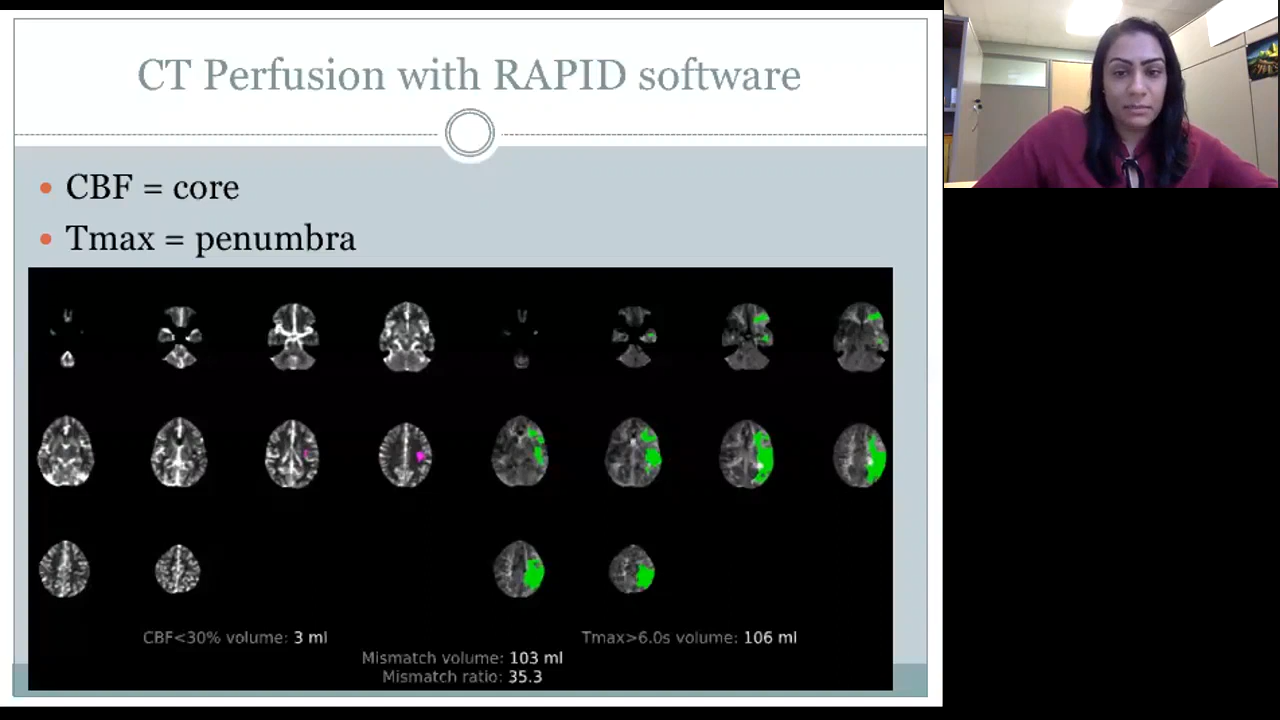 CT Perfusion with RAPID software
• CBF = core
• Tmax = penumbra
CBF<30% volume: 3 ml
Tmax>6.0s volume: 106 ml
Mismatch volume: 103 ml
Mismatch ratio: 35.3